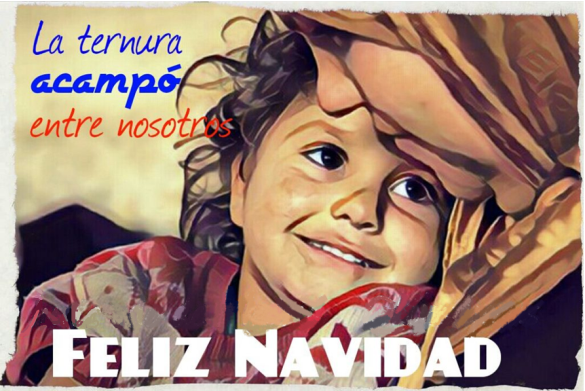 La ternura
acampó
entre nosotros
FELIZ NAVIDAD